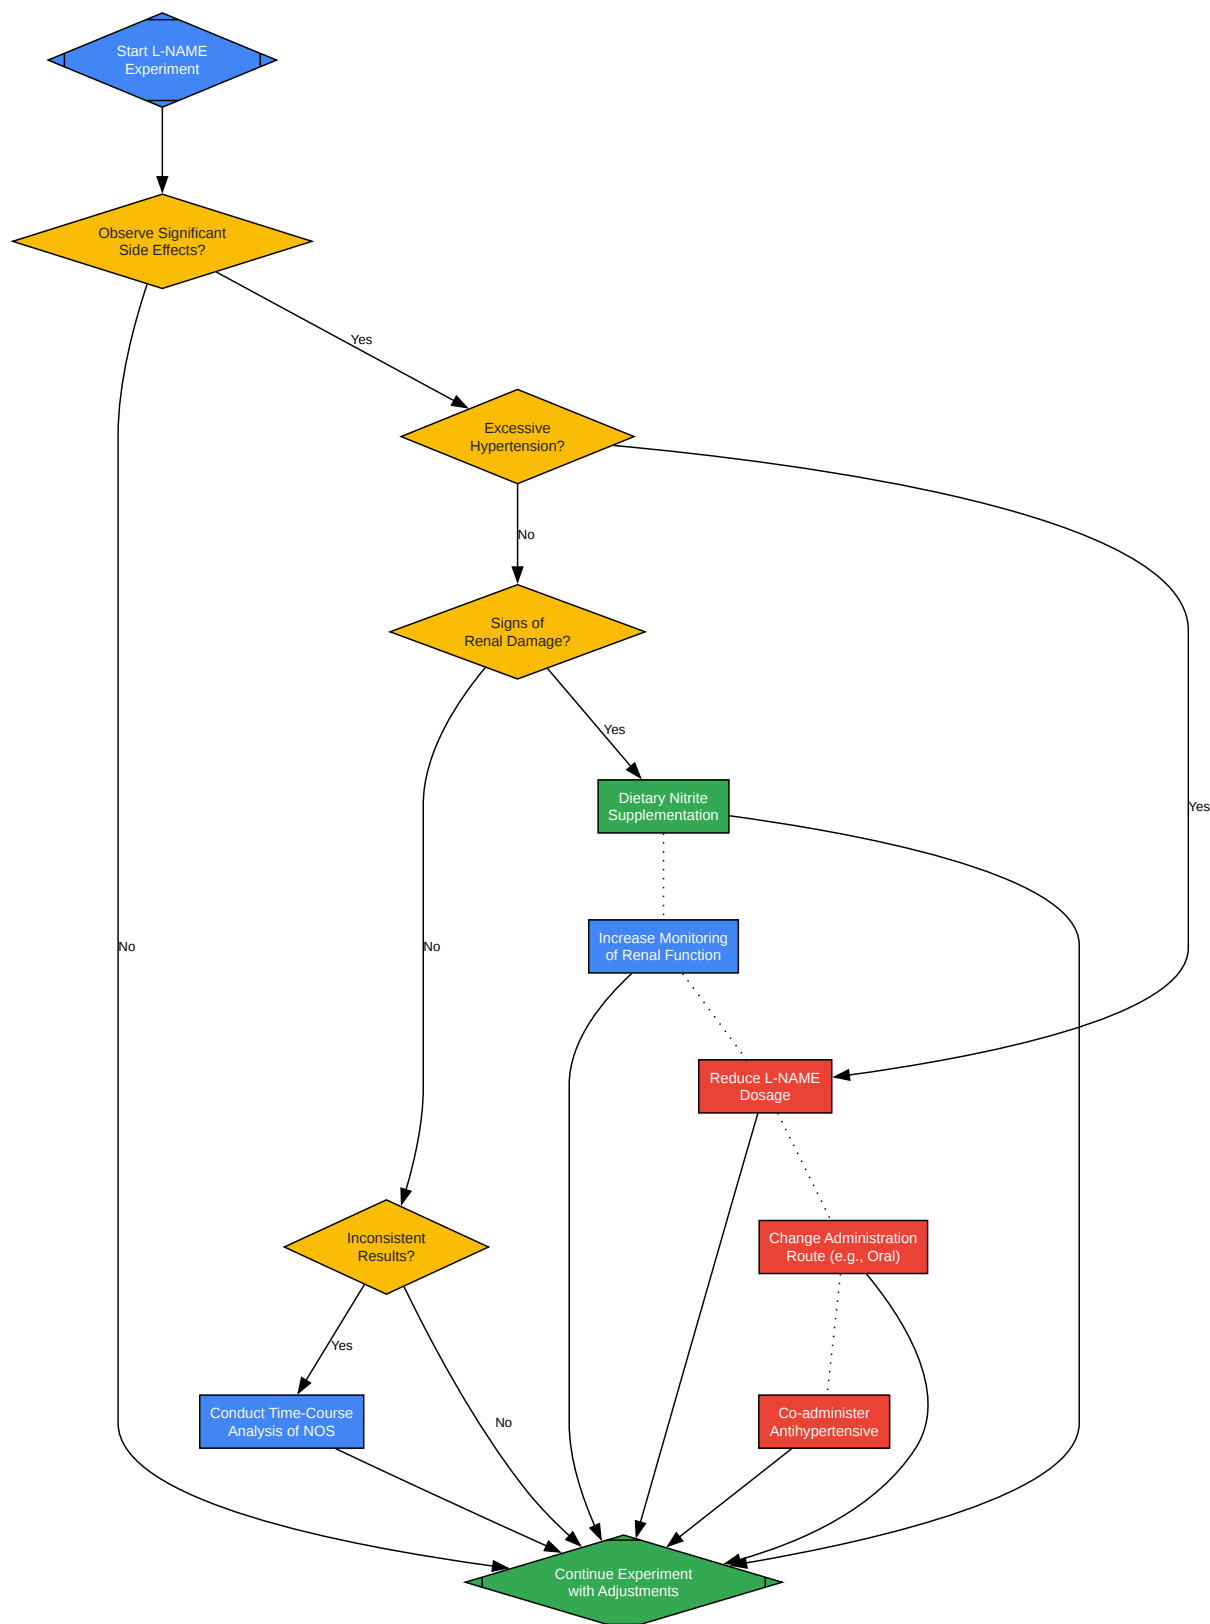 Start L-NAME
Experiment
Observe Significant
Side Effects?
Yes
Excessive
Hypertension?
No
Signs of
Renal Damage?
Yes
Dietary Nitrite
Supplementation
Yes
No
No
Increase Monitoring
of Renal Function
Reduce L-NAME
Dosage
Inconsistent
Results?
Change Administration
Route (e.g., Oral)
Yes
No
Conduct Time-Course
Analysis of NOS
Co-administer
Antihypertensive
Continue Experiment
with Adjustments